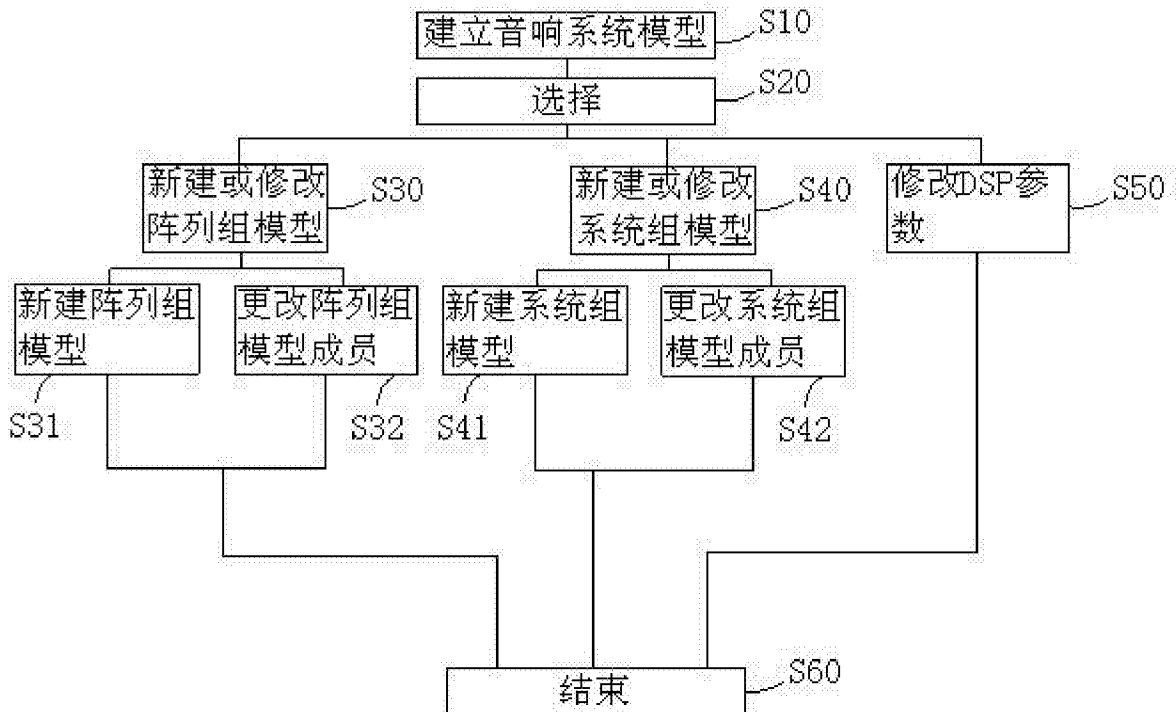 建立音响系统模型
S10
选择
S20
新建或修改
阵列组模型
S30
新建或修改
系统组模型
S40
修改DSP参
数
S50
新建阵列组
模型
S31
更改阵列组
模型成员
S32
新建系统组
模型
S41
更改系统组
模型成员
S42
结束
S60